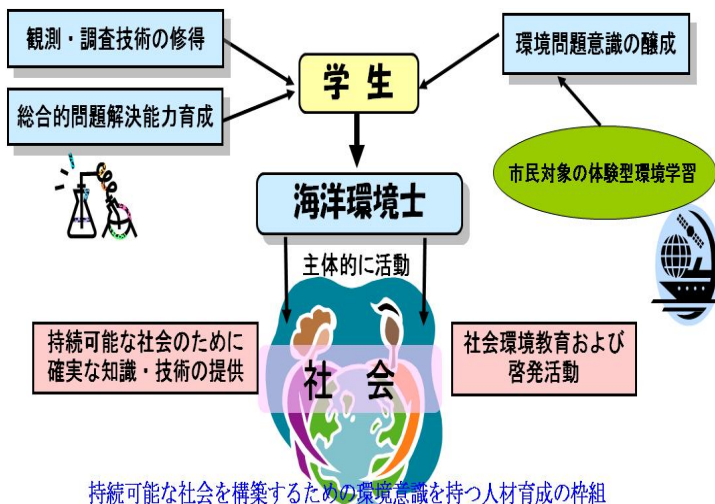 観測・調査技術の修得
環境問題意識の醸成
学生
総合的問題解決能力育成
市民対象の体験型環境学習
海洋環境士
主体的に活動
持続可能な社会のために
確実な知識・技術の提供
社会環境教育および
啓発活動
社会
持続可能な社会を構築するための環境意識を持つ人材育成の枠組